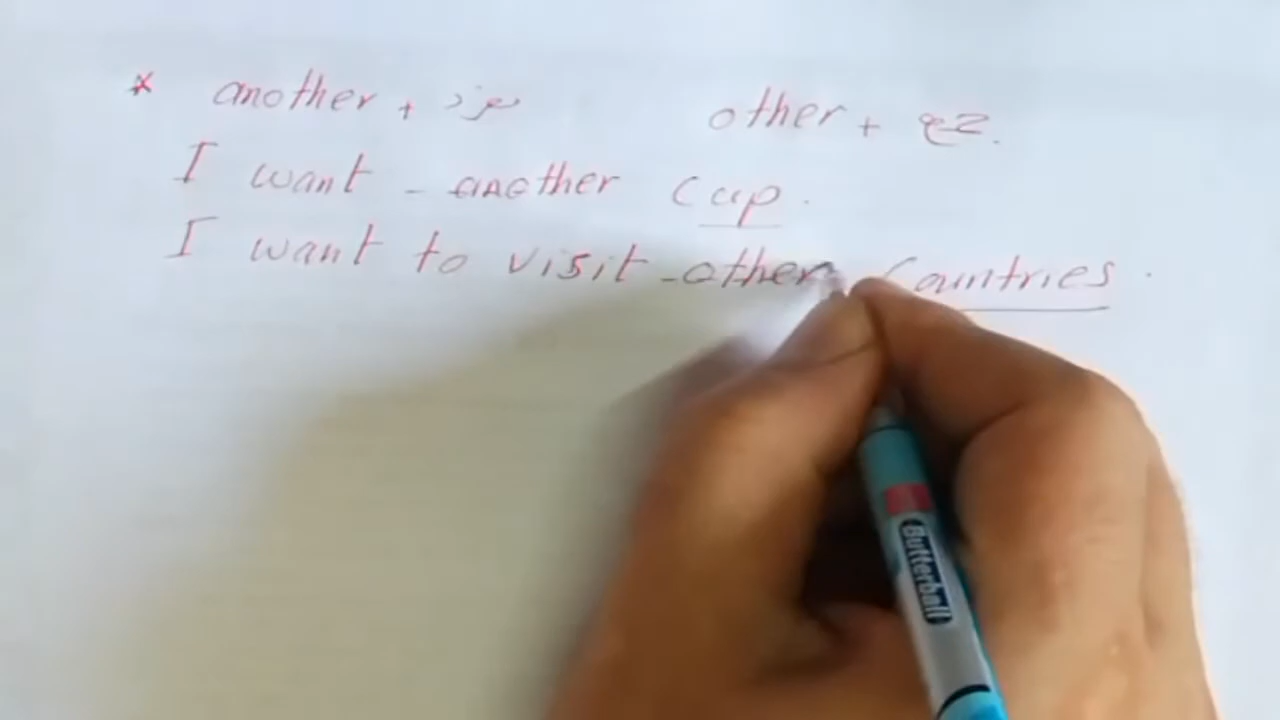 * another + مفرد other + جمع.
I want another cup.
I want to visit other Countries.
Butterball